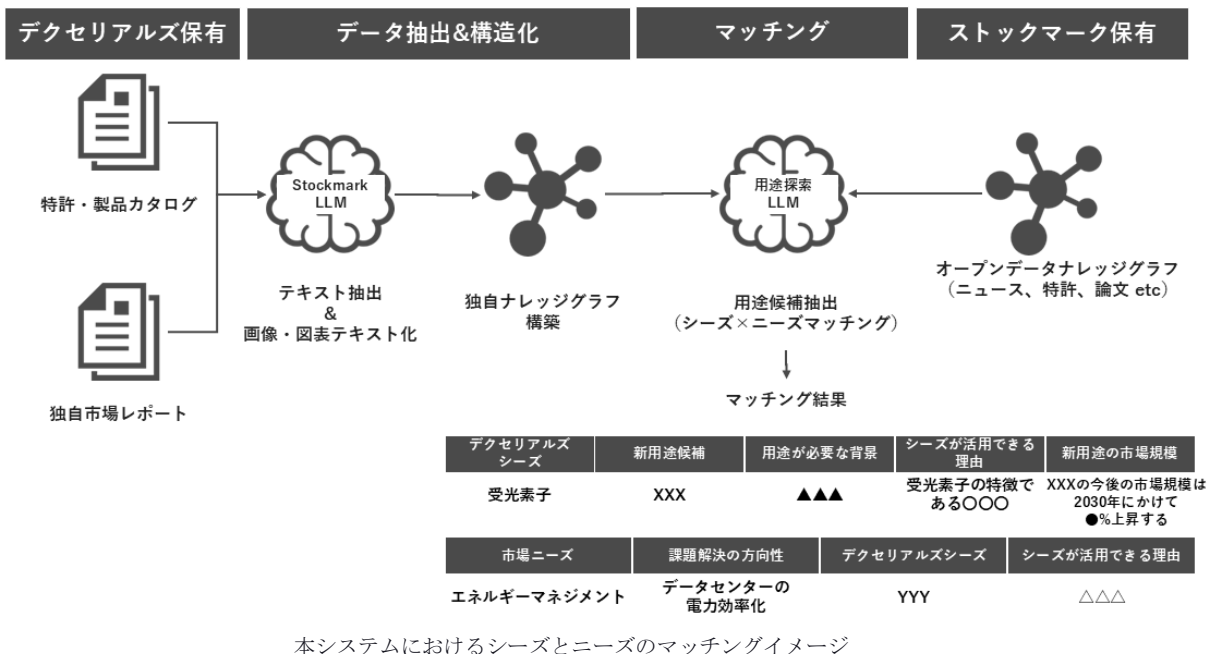 デクセリアルズ保有
データ抽出&構造化
マッチング
ストックマーク保有
特許・製品カタログ
独自市場レポート
Stockmark
LLM
テキスト抽出
&
画像・図表テキスト化
独自ナレッジグラフ
構築
用途探索
LLM
用途候補抽出
（シーズ×ニーズマッチング）
マッチング結果
オープンデータナレッジグラフ
（ニュース、特許、論文 etc）
デクセリアルズ
シーズ
新用途候補
用途が必要な背景
シーズが活用できる
理由
新用途の市場規模
受光素子
XXX
▲▲▲
受光素子の特徴で
ある〇〇〇
XXXの今後の市場規模は
2030年にかけて
●%上昇する
市場ニーズ
課題解決の方向性
デクセリアルズシーズ
シーズが活用できる理由
エネルギーマネジメント
データセンターの
電力効率化
YYY
△△△
本システムにおけるシーズとニーズのマッチングイメージ